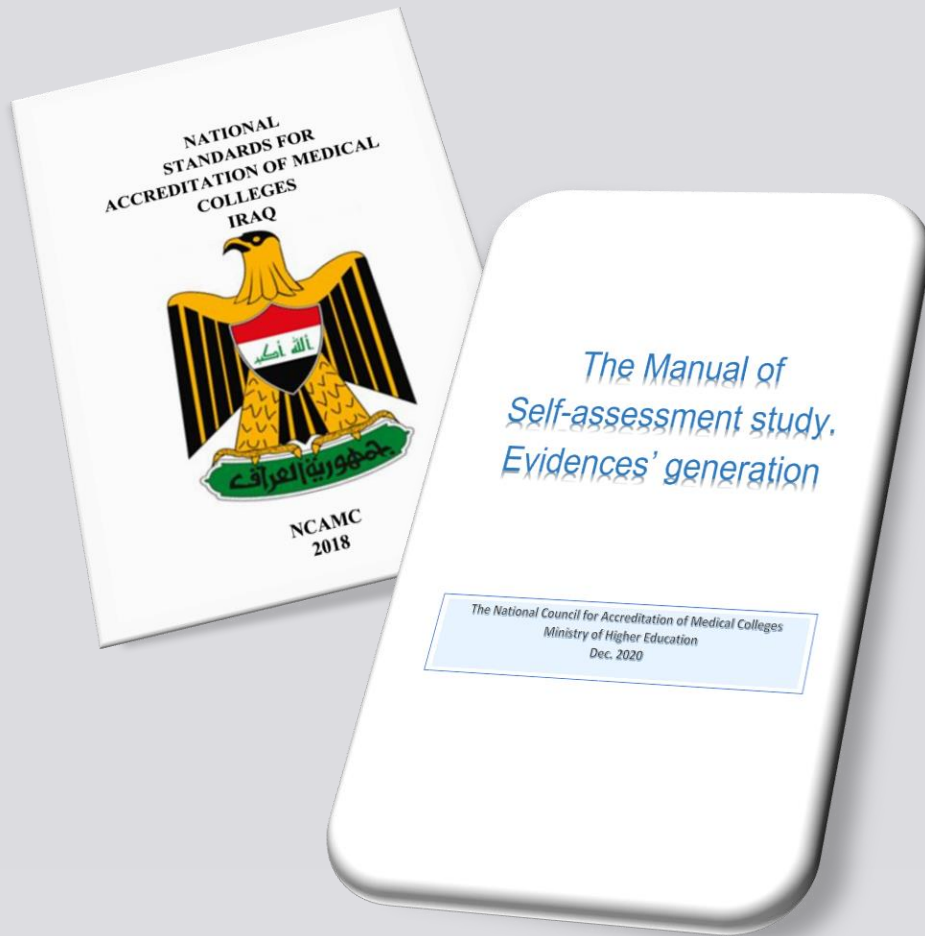 NATIONAL
STANDARDS FOR
ACCREDITATION OF MEDICAL
COLLEGES
IRAQ
الله أكبر
جمهورية العراق
NCAMC
2018
The Manual of
Self-assessment study.
Evidences' generation
The National Council for Accreditation of Medical Colleges
Ministry of Higher Education
Dec. 2020